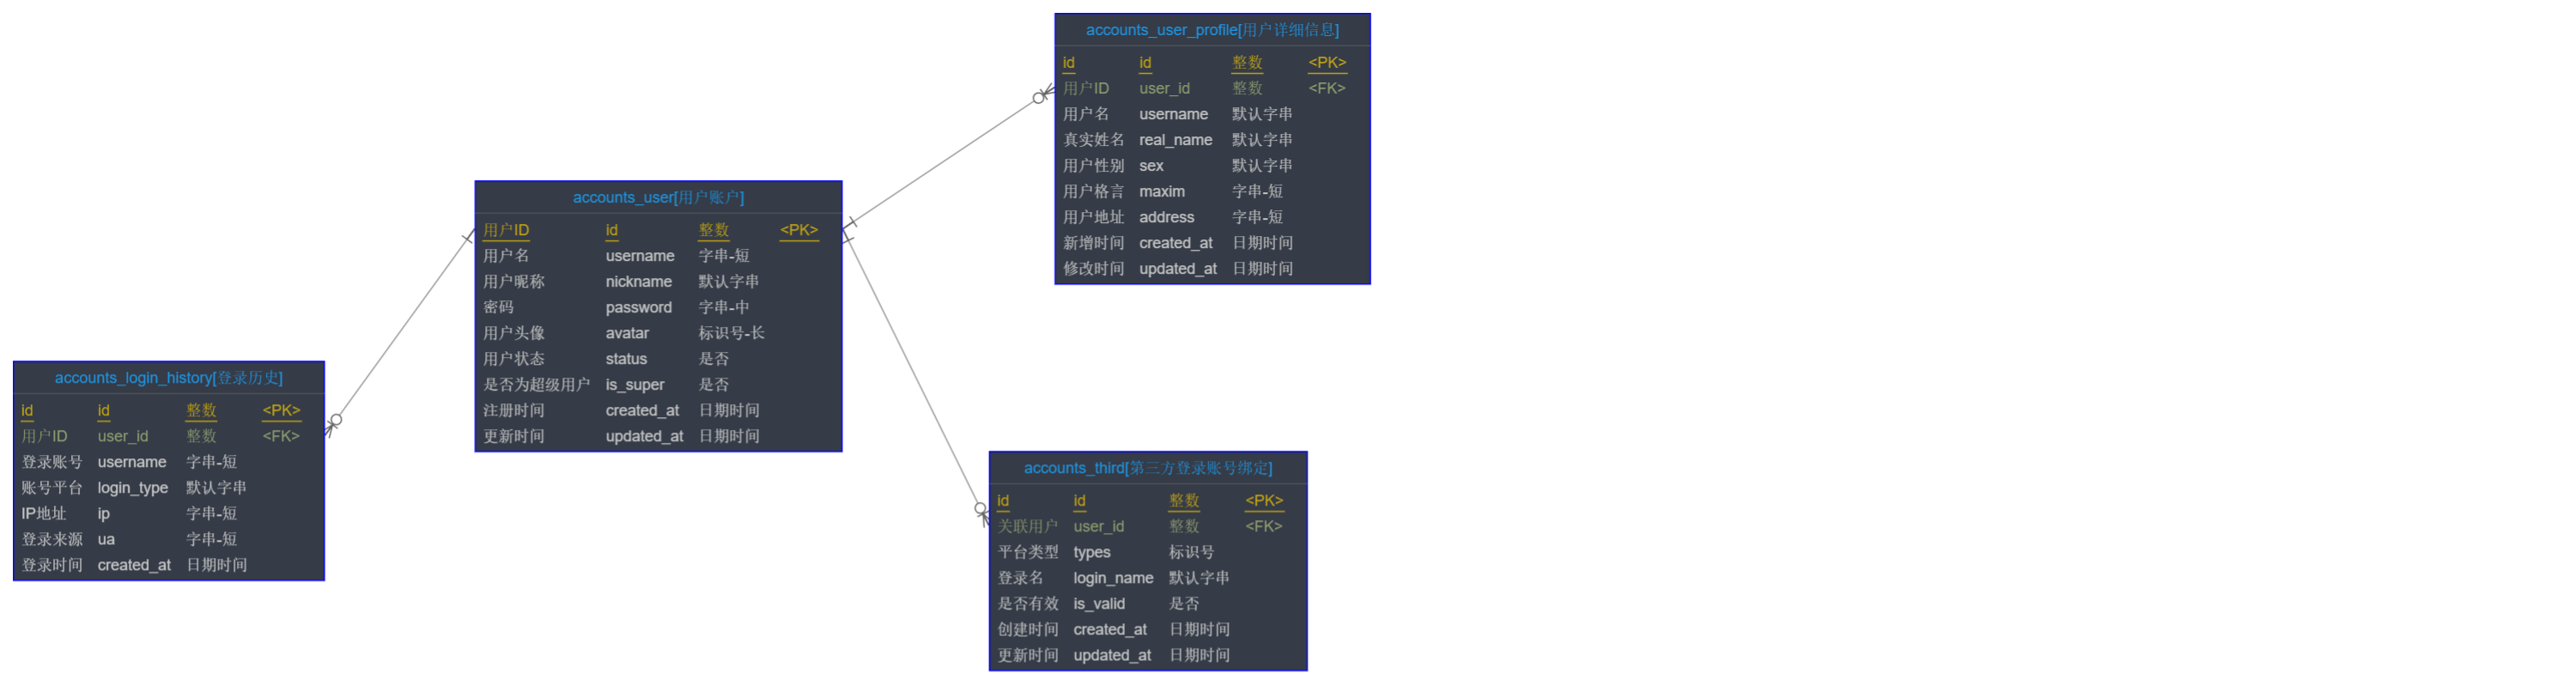 accounts_user_profile[用户详细信息]
id id 整数 <PK>
用户ID user_id 整数 <FK>
用户名 username 默认字串
真实姓名 real_name 默认字串
用户性别 sex 默认字串
用户格言 maxim 字串-短
用户地址 address 字串-短
新增时间 created_at 日期时间
修改时间 updated_at 日期时间
accounts_user[用户账户]
用户ID id 整数 <PK>
用户名 username 字串-短
用户昵称 nickname 默认字串
密码 password 字串-中
用户头像 avatar 标识号-长
用户状态 status 是否
是否为超级用户 is_super 是否
注册时间 created_at 日期时间
更新时间 updated_at 日期时间
accounts_login_history[登录历史]
id id 整数 <PK>
用户ID user_id 整数 <FK>
登录账号 username 字串-短
账号平台 login_type 默认字串
IP地址 ip 字串-短
登录来源 ua 字串-短
登录时间 created_at 日期时间
accounts_third[第三方登录账号绑定]
id id 整数 <PK>
关联用户 user_id 整数 <FK>
平台类型 types 标识号
登录名 login_name 默认字串
是否有效 is_valid 是否
创建时间 created_at 日期时间
更新时间 updated_at 日期时间